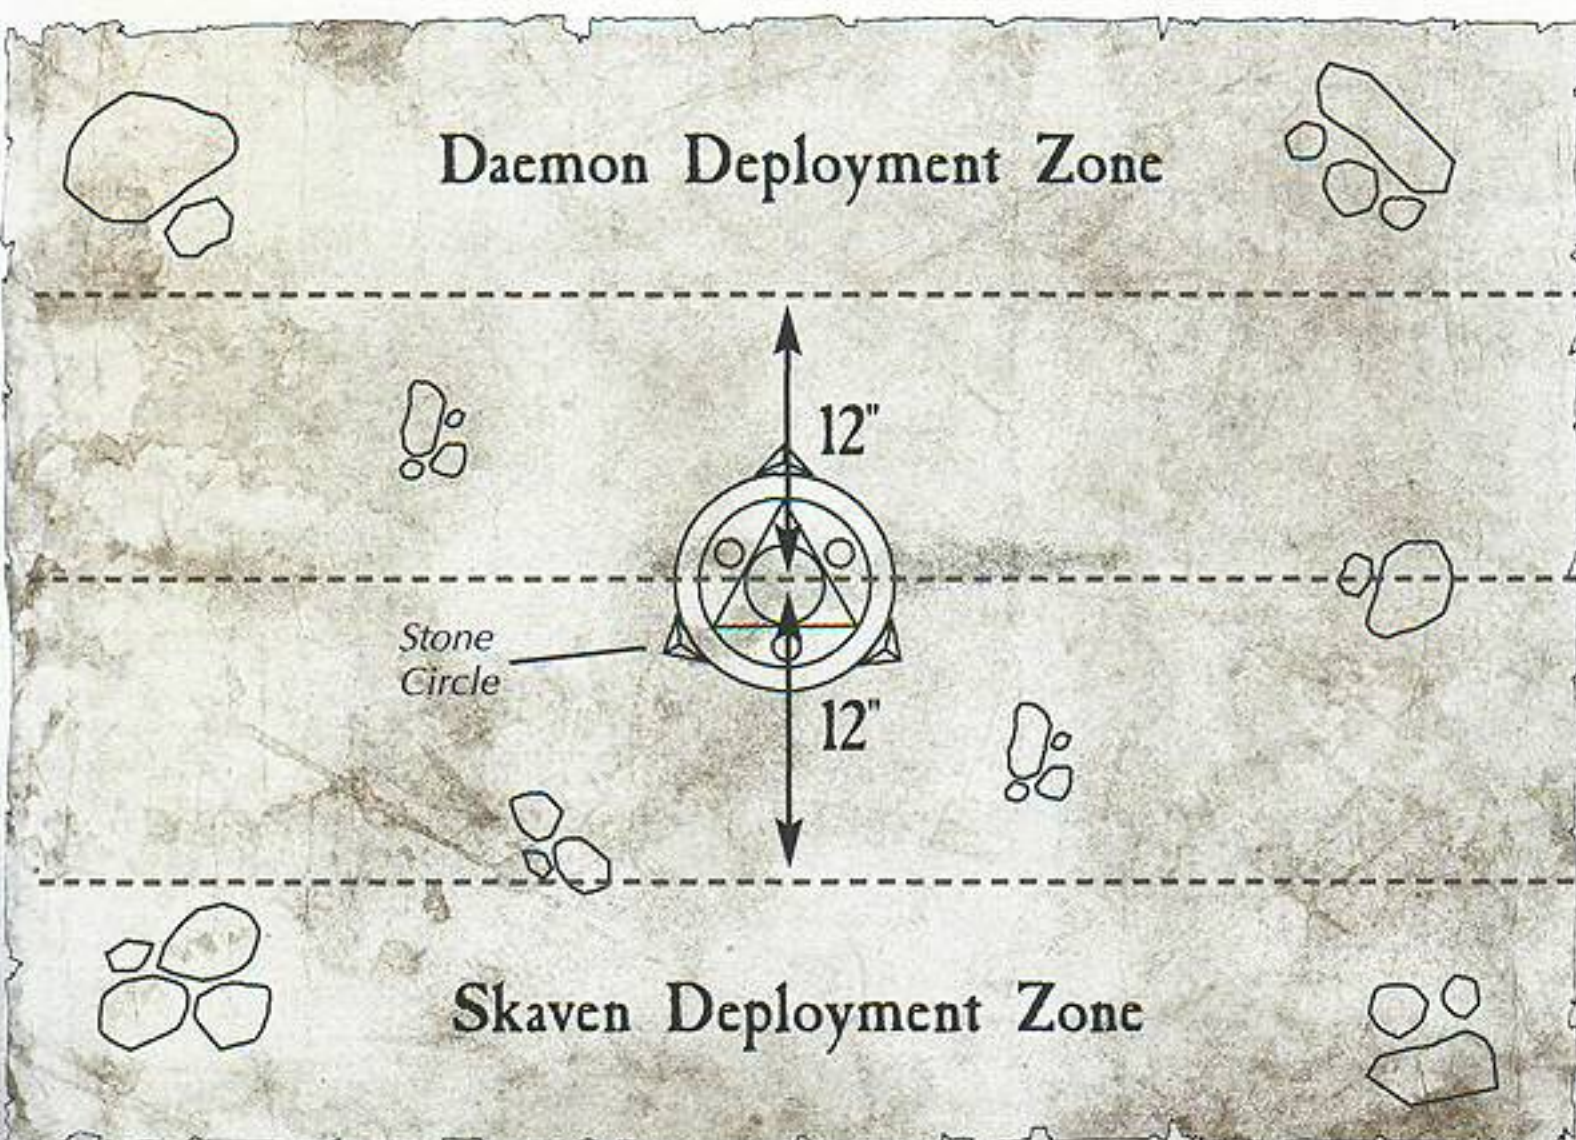 Daemon Deployment Zone
12"
Stone
Circle
12"
Skaven Deployment Zone